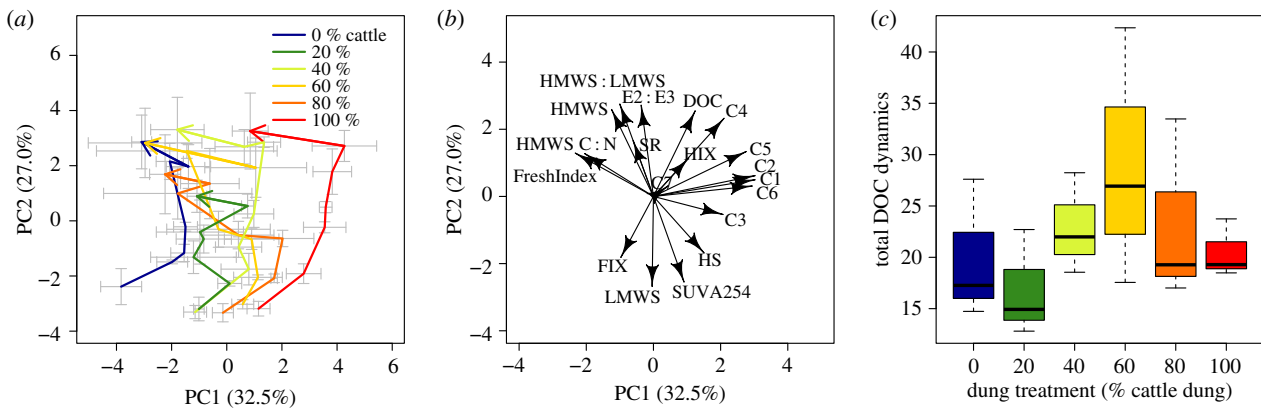 (a)
6
4
2
0
−2
−4
PC2 (27.0%)
−4 −2 0 2 4 6
PC1 (32.5%)
0 % cattle
20 %
40 %
60 %
80 %
100 %
(b)
4
2
0
−2
−4
PC2 (27.0%)
−4 −2 0 2 4
PC1 (32.5%)
HMWS : LMWS
HMWS
E2 : E3
DOC
C4
HMWS C : N
SR
HIX
C5
FreshIndex
C7
C2
C1
C6
C3
FIX
HS
LMWS
SUVA254
(c)
40
35
30
25
20
15
total DOC dynamics
0 20 40 60 80 100
dung treatment (% cattle dung)